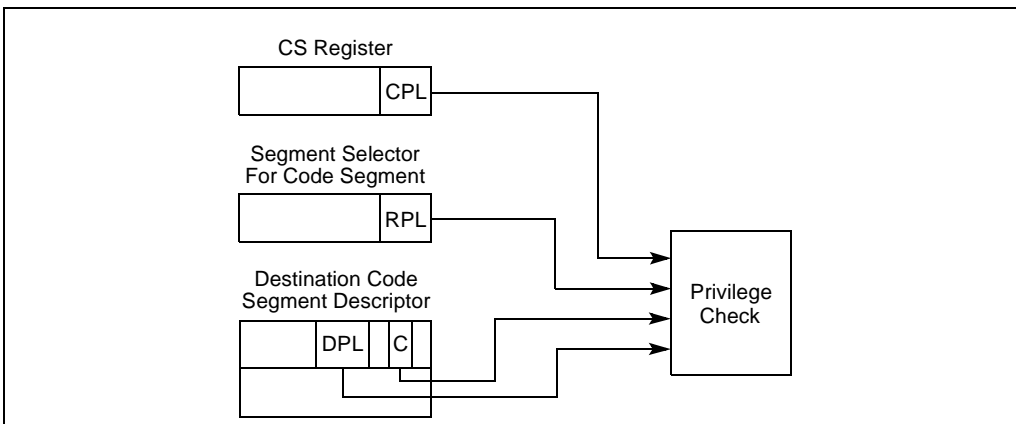 CS Register
CPL
Segment Selector
For Code Segment
RPL
Destination Code
Segment Descriptor
DPL
C
Privilege
Check